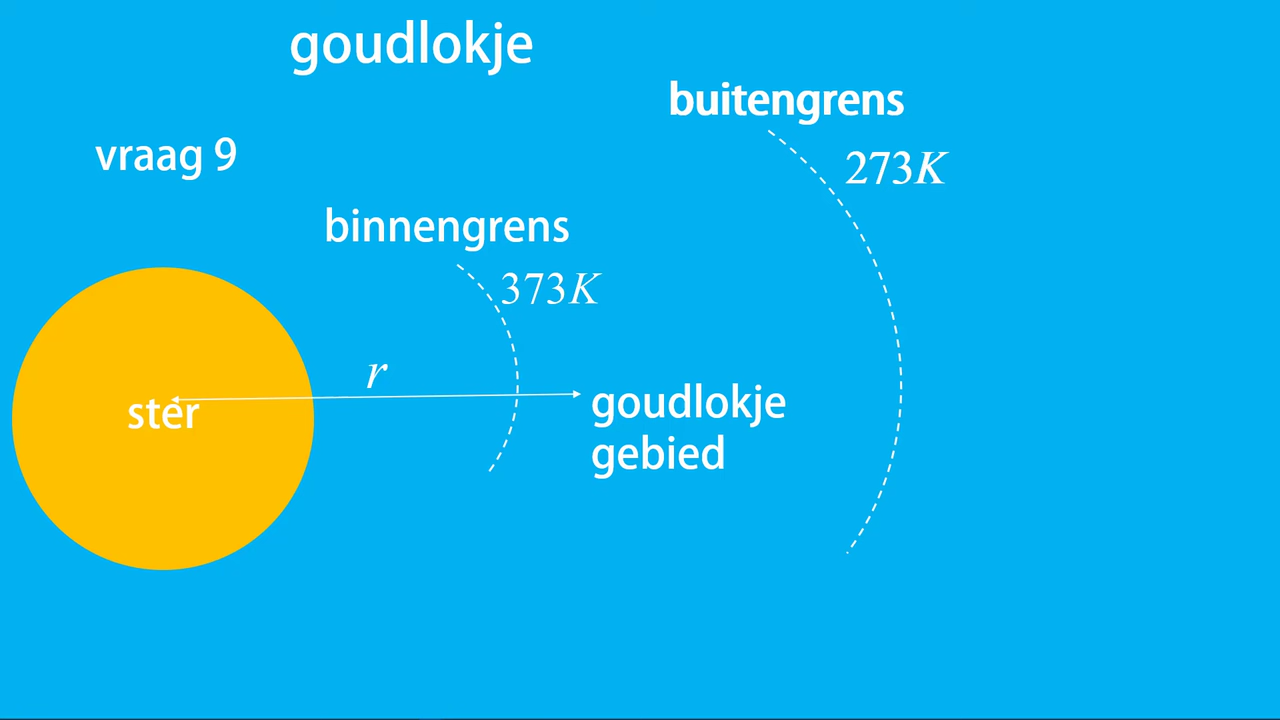 goudlokje
buitengrens
vraag 9
273K
binnengrens
373K
r
ster
goudlokje
gebied